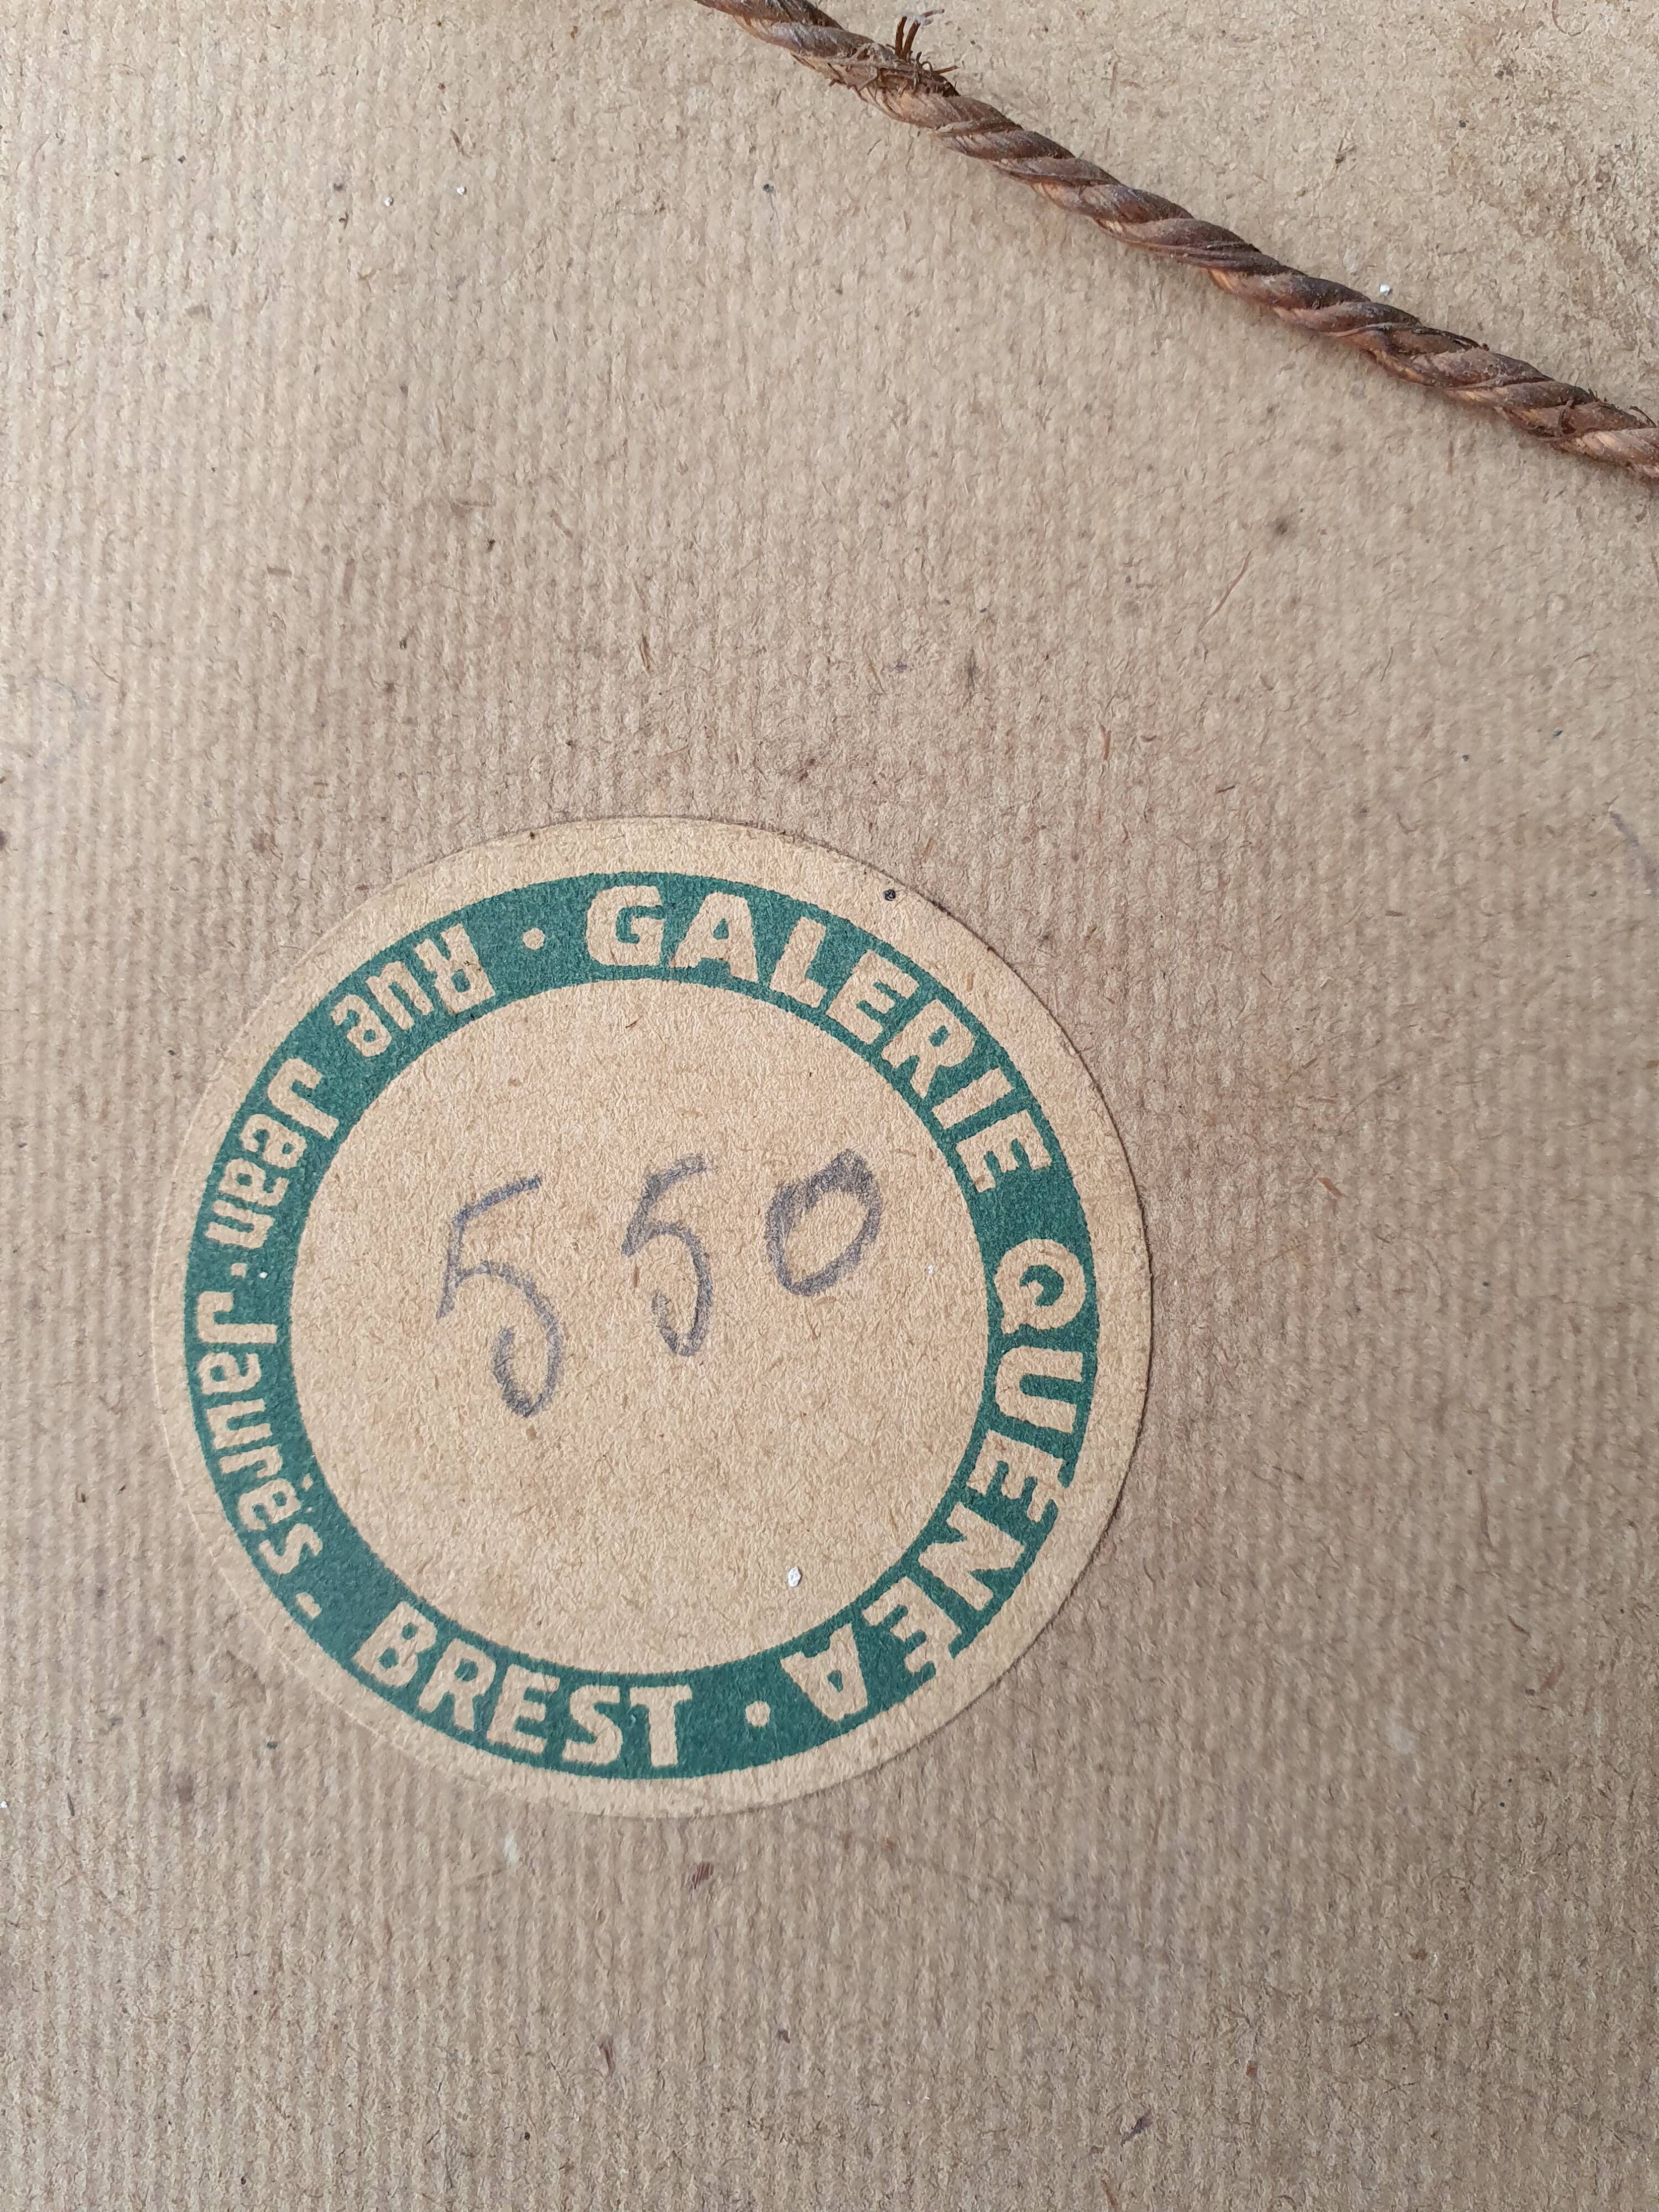 GALERIE QUENEA
Rue Jean-Jaurès · BREST
550